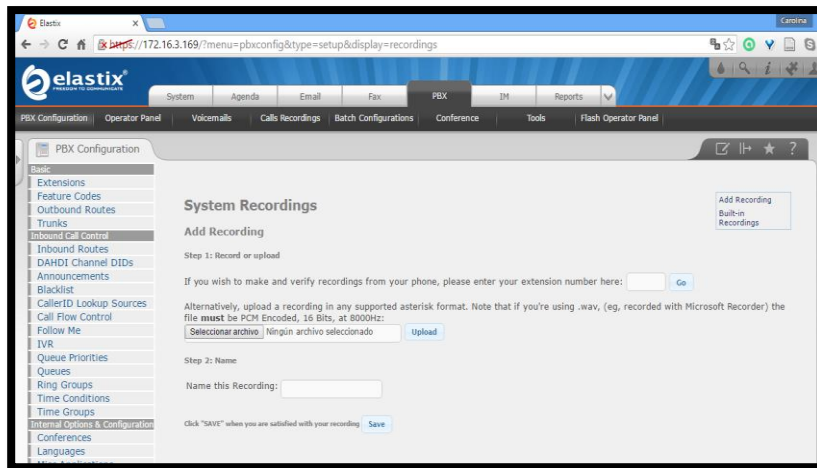 Elastix
Carolina
https://172.16.3.169/?menu=pbxconfig&type=setup&display=recordings
elastix®
FREEDOM TO COMMUNICATE
System Agenda Email Fax PBX IM Reports
PBX Configuration Operator Panel Voicemails Calls Recordings Batch Configurations Conference Tools Flash Operator Panel
PBX Configuration
Basic
Extensions
Feature Codes
Outbound Routes
Trunks
Inbound Call Control
Inbound Routes
DAHDI Channel DIDs
Announcements
Blacklist
CallerID Lookup Sources
Call Flow Control
Follow Me
IVR
Queue Priorities
Queues
Ring Groups
Time Conditions
Time Groups
Internal Options & Configuration
Conferences
Languages
Misc Applications
System Recordings
Add Recording
Step 1: Record or upload
If you wish to make and verify recordings from your phone, please enter your extension number here: Go
Alternatively, upload a recording in any supported asterisk format. Note that if you're using .wav, (eg, recorded with Microsoft Recorder) the
file must be PCM Encoded, 16 Bits, at 8000Hz:
Seleccionar archivo Ningún archivo seleccionado Upload
Step 2: Name
Name this Recording:
Click "SAVE" when you are satisfied with your recording Save
Add Recording
Built-in
Recordings